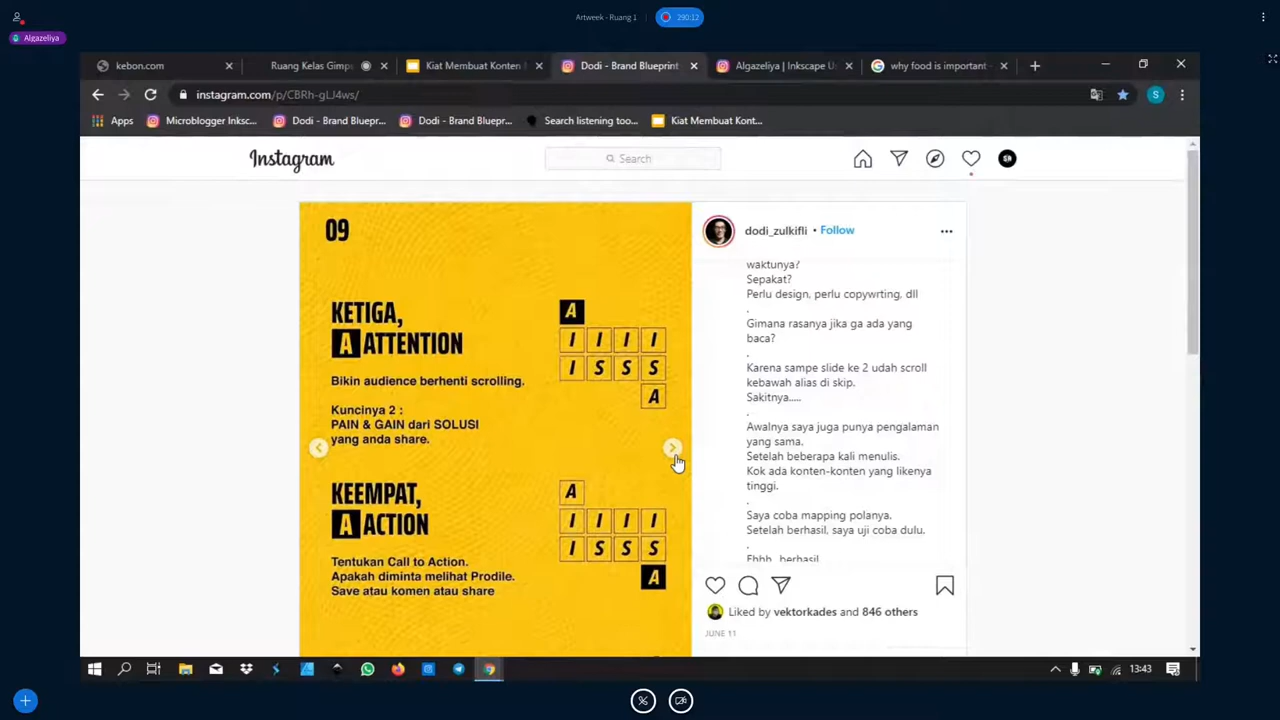 Artweek - Ruang 1
290:12
Algazeliya
kebon.com
Ruang Kelas Gimp
Kiat Membuat Konten
Dodi - Brand Blueprint
Algazeliya | Inkscape U
why food is important -
instagram.com/p/CBRh-gLJ4ws/
S
Apps
Microblogger Inksc...
Dodi - Brand Bluepr...
Dodi - Brand Bluepr...
Search listening too...
Kiat Membuat Kont...
Instagram
Search
09
KETIGA,
A ATTENTION
Bikin audience berhenti scrolling.
Kuncinya 2 :
PAIN & GAIN dari SOLUSI
yang anda share.
A
I I I I
I S S S
A
KEEMPAT,
A ACTION
Tentukan Call to Action.
Apakah diminta melihat Prodile.
Save atau komen atau share
A
I I I I
I S S S
A
dodi_zulkifli • Follow
waktunya?
Sepakat?
Perlu design, perlu copywrting, dll
.
Gimana rasanya jika ga ada yang
baca?
.
Karena sampe slide ke 2 udah scroll
kebawah alias di skip.
Sakitnya.....
.
Awalnya saya juga punya pengalaman
yang sama.
Setelah beberapa kali menulis.
Kok ada konten-konten yang likenya
tinggi.
.
Saya coba mapping polanya.
Setelah berhasil, saya uji coba dulu.
.
Ehhh.. berhasil
Liked by vektorkades and 846 others
JUNE 11
13:43